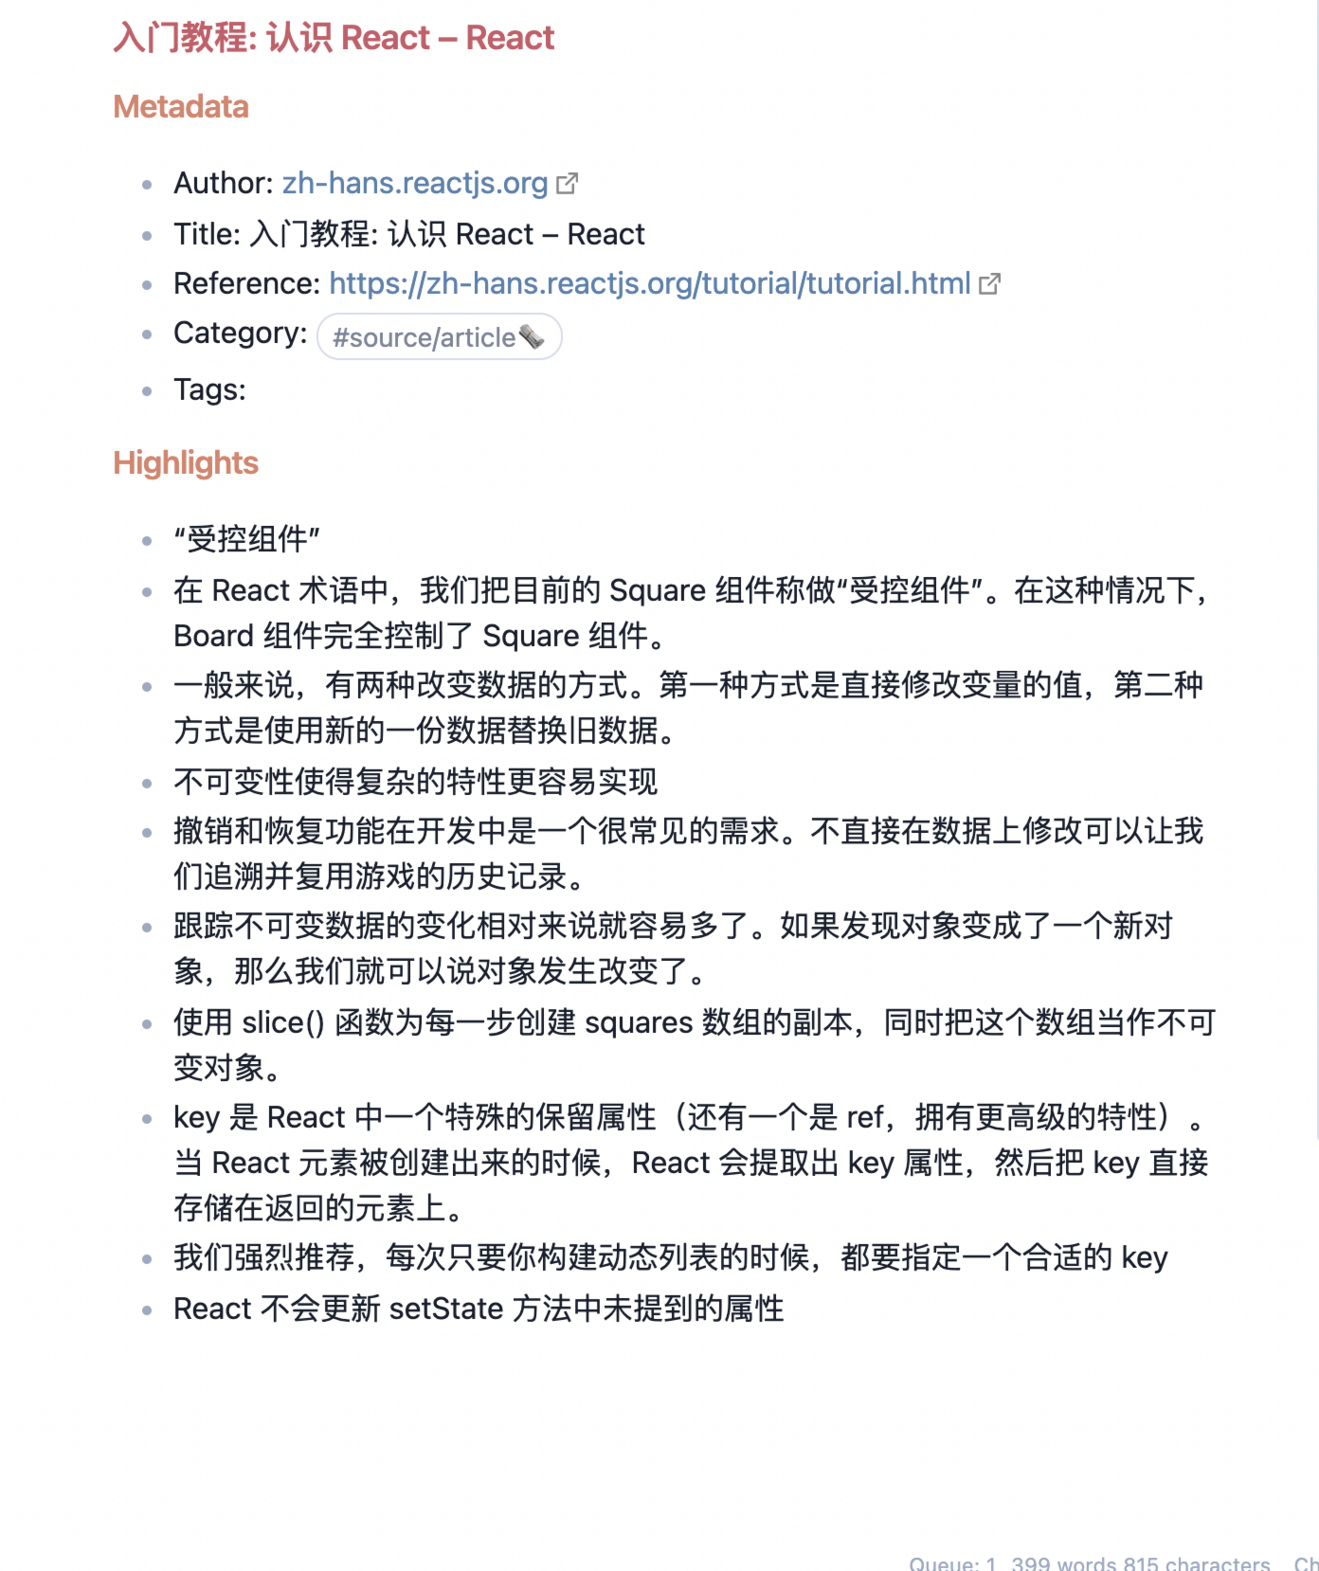 入门教程: 认识 React – React
Metadata
Author: zh-hans.reactjs.org
Title: 入门教程: 认识 React – React
Reference: https://zh-hans.reactjs.org/tutorial/tutorial.html
Category: #source/article🗞
Tags:
Highlights
“受控组件”
在 React 术语中，我们把目前的 Square 组件称做“受控组件”。在这种情况下，
Board 组件完全控制了 Square 组件。
一般来说，有两种改变数据的方式。第一种方式是直接修改变量的值，第二种
方式是使用新的一份数据替换旧数据。
不可变性使得复杂的特性更容易实现
撤销和恢复功能在开发中是一个很常见的需求。不直接在数据上修改可以让我
们追溯并复用游戏的历史记录。
跟踪不可变数据的变化相对来说就容易多了。如果发现对象变成了一个新对
象，那么我们就可以说对象发生改变了。
使用 slice() 函数为每一步创建 squares 数组的副本，同时把这个数组当作不可
变对象。
key 是 React 中一个特殊的保留属性（还有一个是 ref，拥有更高级的特性）。
当 React 元素被创建出来的时候，React 会提取出 key 属性，然后把 key 直接
存储在返回的元素上。
我们强烈推荐，每次只要你构建动态列表的时候，都要指定一个合适的 key
React 不会更新 setState 方法中未提到的属性
Queue: 1 399 words 815 characters Ch